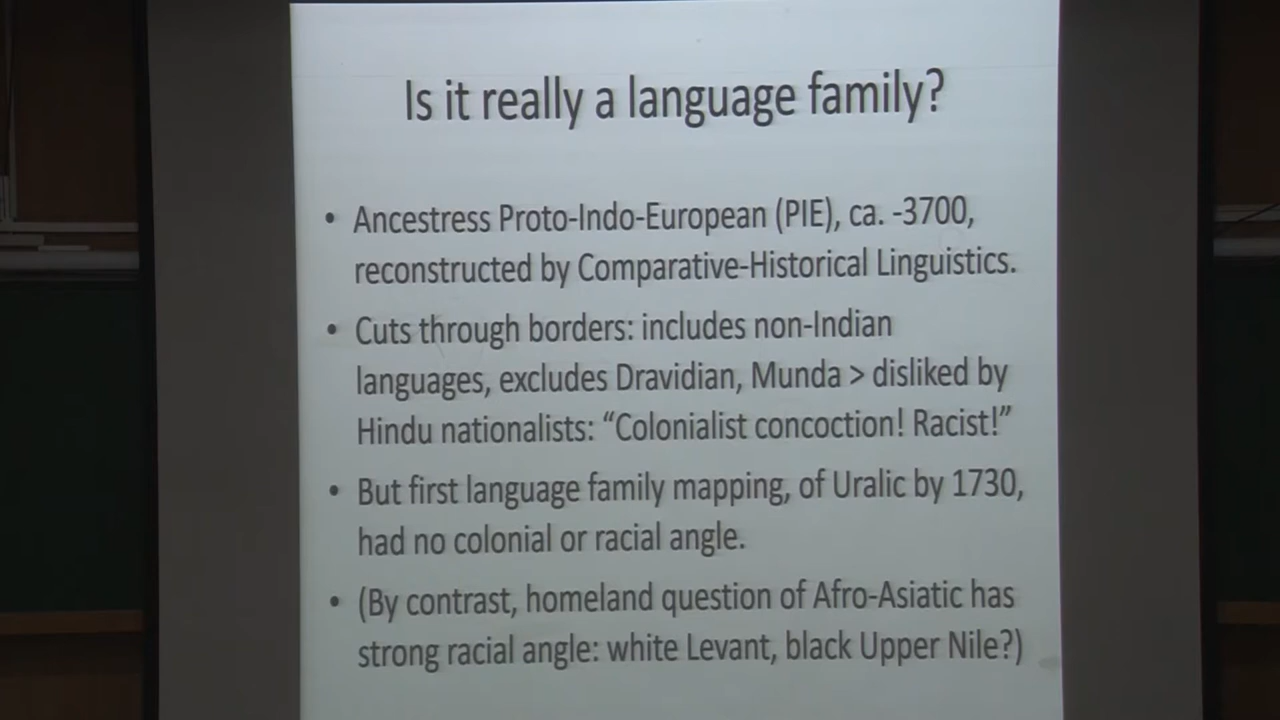 Is it really a language family?
• Ancestress Proto-Indo-European (PIE), ca. -3700,
reconstructed by Comparative-Historical Linguistics.
• Cuts through borders: includes non-Indian
languages, excludes Dravidian, Munda > disliked by
Hindu nationalists: “Colonialist concoction! Racist!”
• But first language family mapping, of Uralic by 1730,
had no colonial or racial angle.
• (By contrast, homeland question of Afro-Asiatic has
strong racial angle: white Levant, black Upper Nile?)